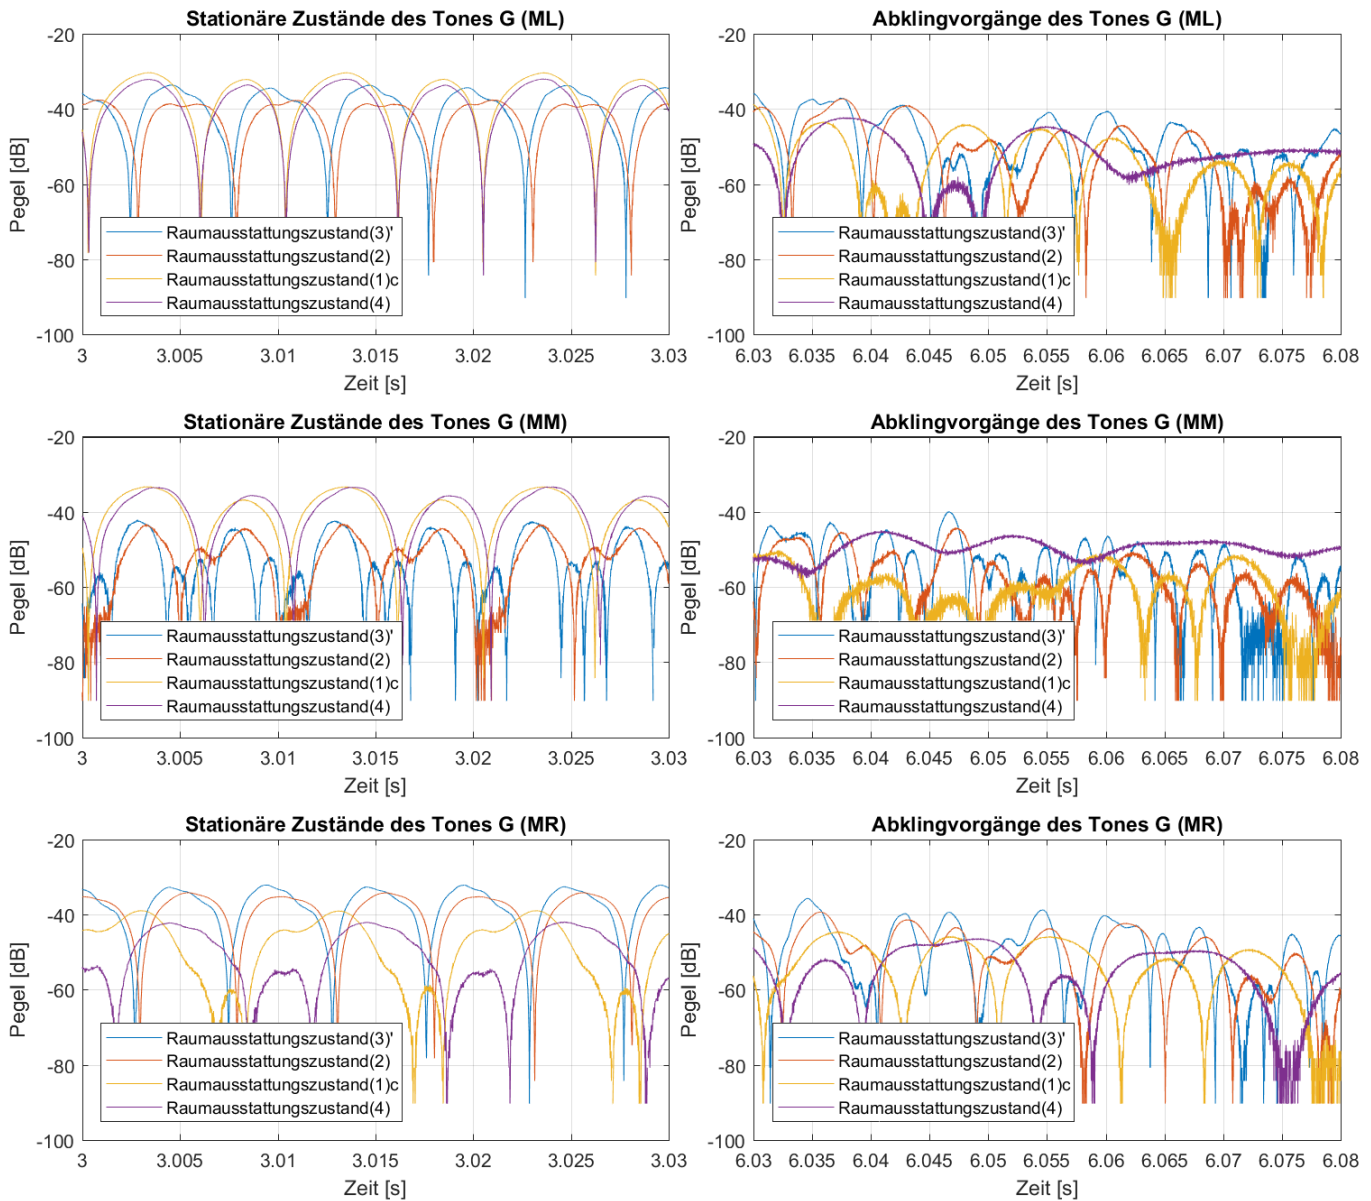 Stationäre Zustände des Tones G (ML)
-20
-40
-60
-80
-100
Pegel [dB]
Raumausstattungszustand(3)'
Raumausstattungszustand(2)
Raumausstattungszustand(1)c
Raumausstattungszustand(4)
3 3.005 3.01 3.015 3.02 3.025 3.03
Zeit [s]
Abklingvorgänge des Tones G (ML)
-20
-40
-60
-80
-100
Pegel [dB]
Raumausstattungszustand(3)'
Raumausstattungszustand(2)
Raumausstattungszustand(1)c
Raumausstattungszustand(4)
6.03 6.035 6.04 6.045 6.05 6.055 6.06 6.065 6.07 6.075 6.08
Zeit [s]
Stationäre Zustände des Tones G (MM)
-20
-40
-60
-80
-100
Pegel [dB]
Raumausstattungszustand(3)'
Raumausstattungszustand(2)
Raumausstattungszustand(1)c
Raumausstattungszustand(4)
3 3.005 3.01 3.015 3.02 3.025 3.03
Zeit [s]
Abklingvorgänge des Tones G (MM)
-20
-40
-60
-80
-100
Pegel [dB]
Raumausstattungszustand(3)'
Raumausstattungszustand(2)
Raumausstattungszustand(1)c
Raumausstattungszustand(4)
6.03 6.035 6.04 6.045 6.05 6.055 6.06 6.065 6.07 6.075 6.08
Zeit [s]
Stationäre Zustände des Tones G (MR)
-20
-40
-60
-80
-100
Pegel [dB]
Raumausstattungszustand(3)'
Raumausstattungszustand(2)
Raumausstattungszustand(1)c
Raumausstattungszustand(4)
3 3.005 3.01 3.015 3.02 3.025 3.03
Zeit [s]
Abklingvorgänge des Tones G (MR)
-20
-40
-60
-80
-100
Pegel [dB]
Raumausstattungszustand(3)'
Raumausstattungszustand(2)
Raumausstattungszustand(1)c
Raumausstattungszustand(4)
6.03 6.035 6.04 6.045 6.05 6.055 6.06 6.065 6.07 6.075 6.08
Zeit [s]